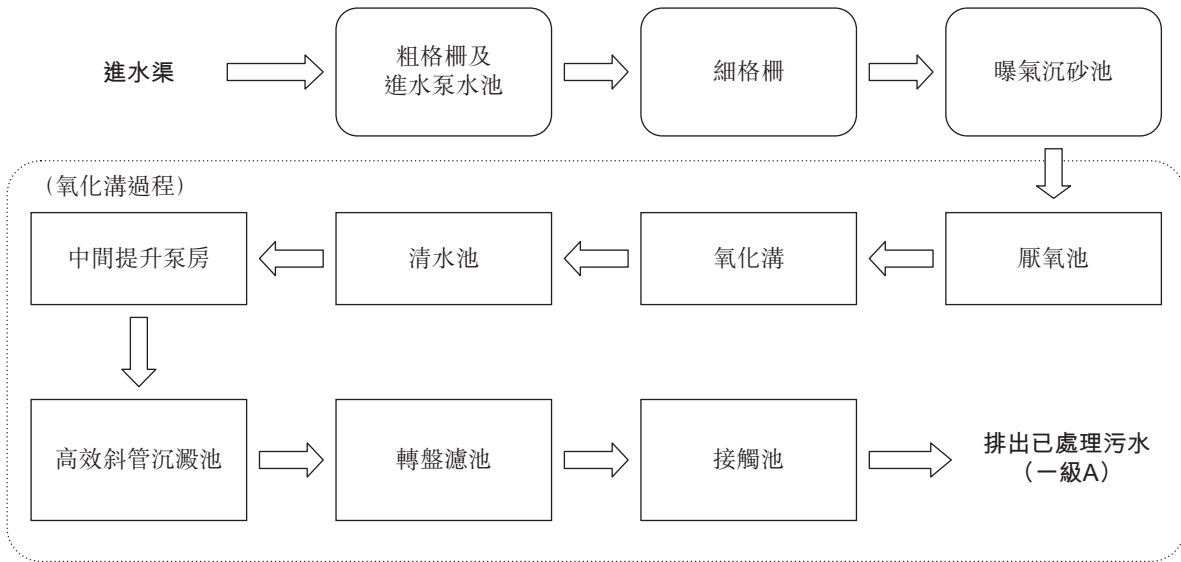 進水渠
粗格柵及
進水泵水池
細格柵
曝氣沉砂池
（氧化溝過程）
中間提升泵房
清水池
氧化溝
厭氧池
高效斜管沉澱池
轉盤濾池
接觸池
排出已處理污水
（一級A）